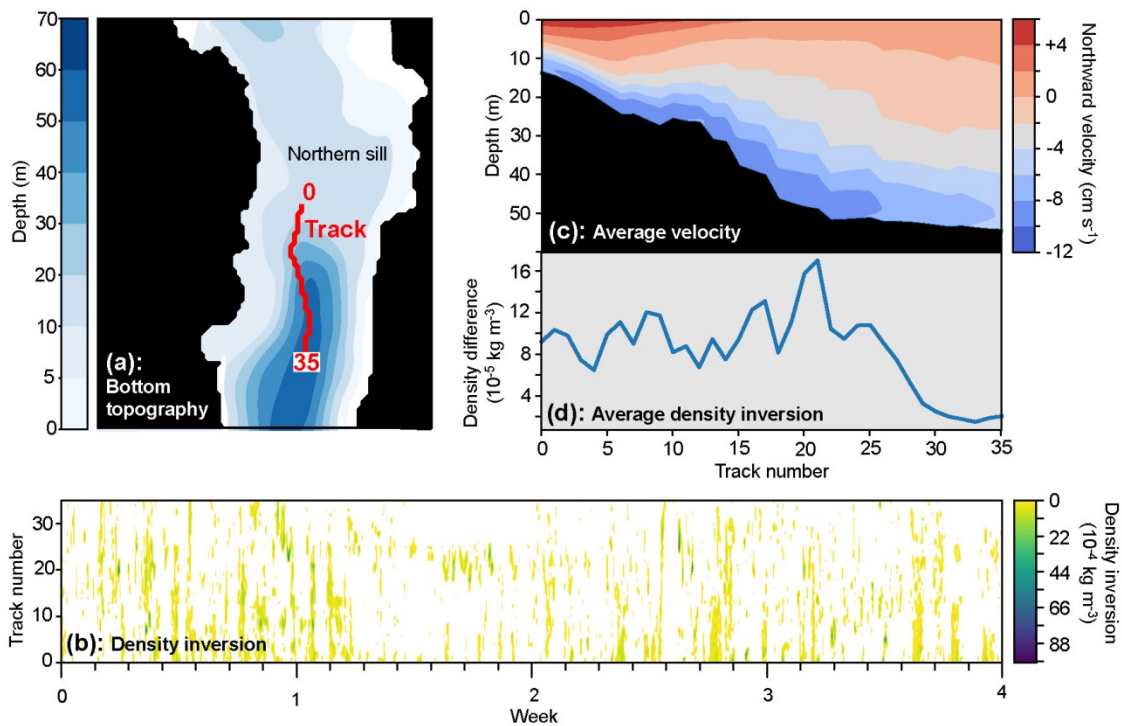 70
60
50
40
30
20
10
5
0
Depth (m)
Northern sill
0
Track
35
(a):
Bottom
topography
0
10
20
30
40
50
Depth (m)
(c): Average velocity
+4
0
-4
-8
-12
Northward velocity (cm s⁻¹)
16
12
8
4
Density difference
(10⁻⁵ kg m⁻³)
(d): Average density inversion
0 5 10 15 20 25 30 35
Track number
30
20
10
0
Track number
(b): Density inversion
0 1 2 3 4
Week
0
22
44
66
88
Density inversion
(10⁻⁴ kg m⁻³)